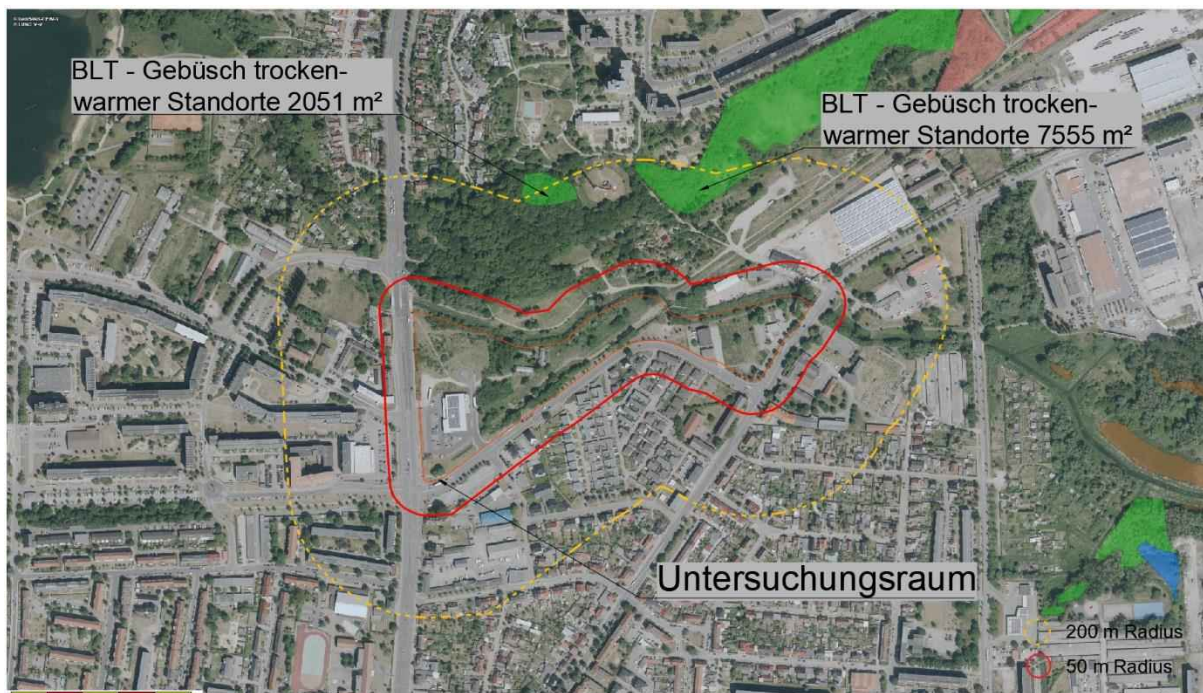 BLT - Gebüsch trocken-
warmer Standorte 2051 m²
BLT - Gebüsch trocken-
warmer Standorte 7555 m²
Untersuchungsraum
200 m Radius
50 m Radius